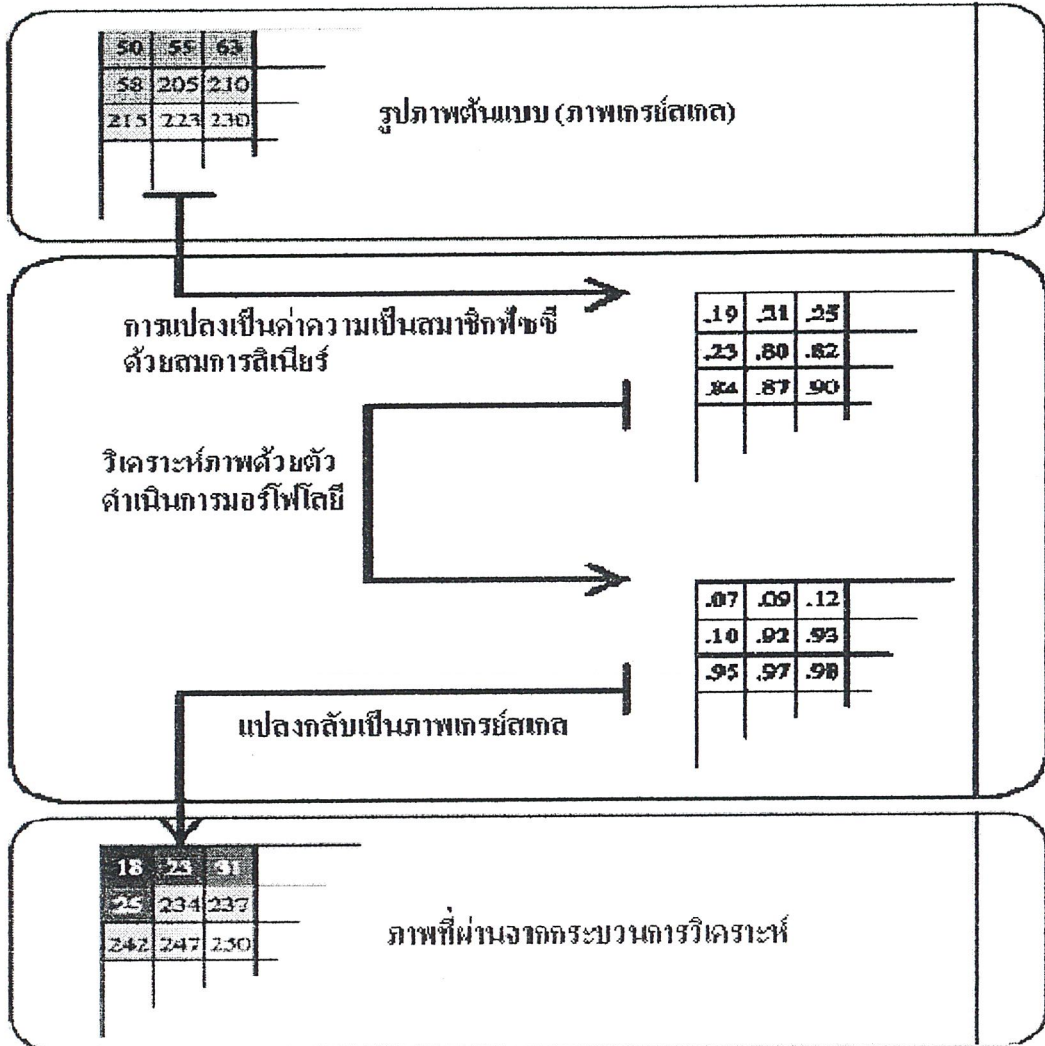 50 55 63
58 205 210
215 223 230
รูปภาพต้นแบบ (ภาพเกรย์สเกล)
การแปลงเป็นค่าความเป็นสมาชิกฟัซซี
ด้วยสมการลิเนียร์
.19 .21 .25
.23 .80 .82
.84 .87 .90
วิเคราะห์ภาพด้วยตัว
ดำเนินการมอร์โฟโลยี
.07 .09 .12
.10 .92 .93
.95 .97 .98
แปลงกลับเป็นภาพเกรย์สเกล
18 23 31
25 234 237
242 247 250
ภาพที่ผ่านจากกระบวนการวิเคราะห์